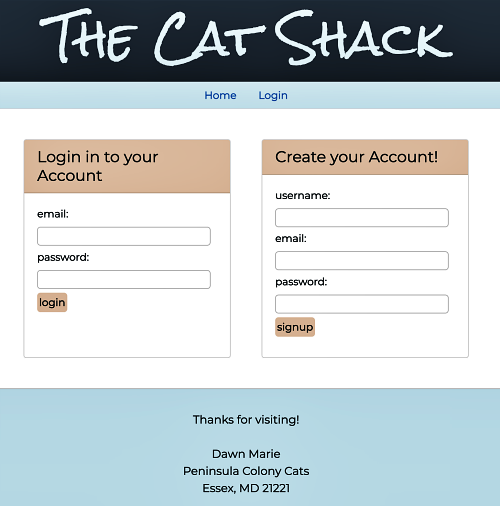 The Cat Shack
Home Login
Login in to your
Account
email:
password:
login
Create your Account!
username:
email:
password:
signup
Thanks for visiting!
Dawn Marie
Peninsula Colony Cats
Essex, MD 21221